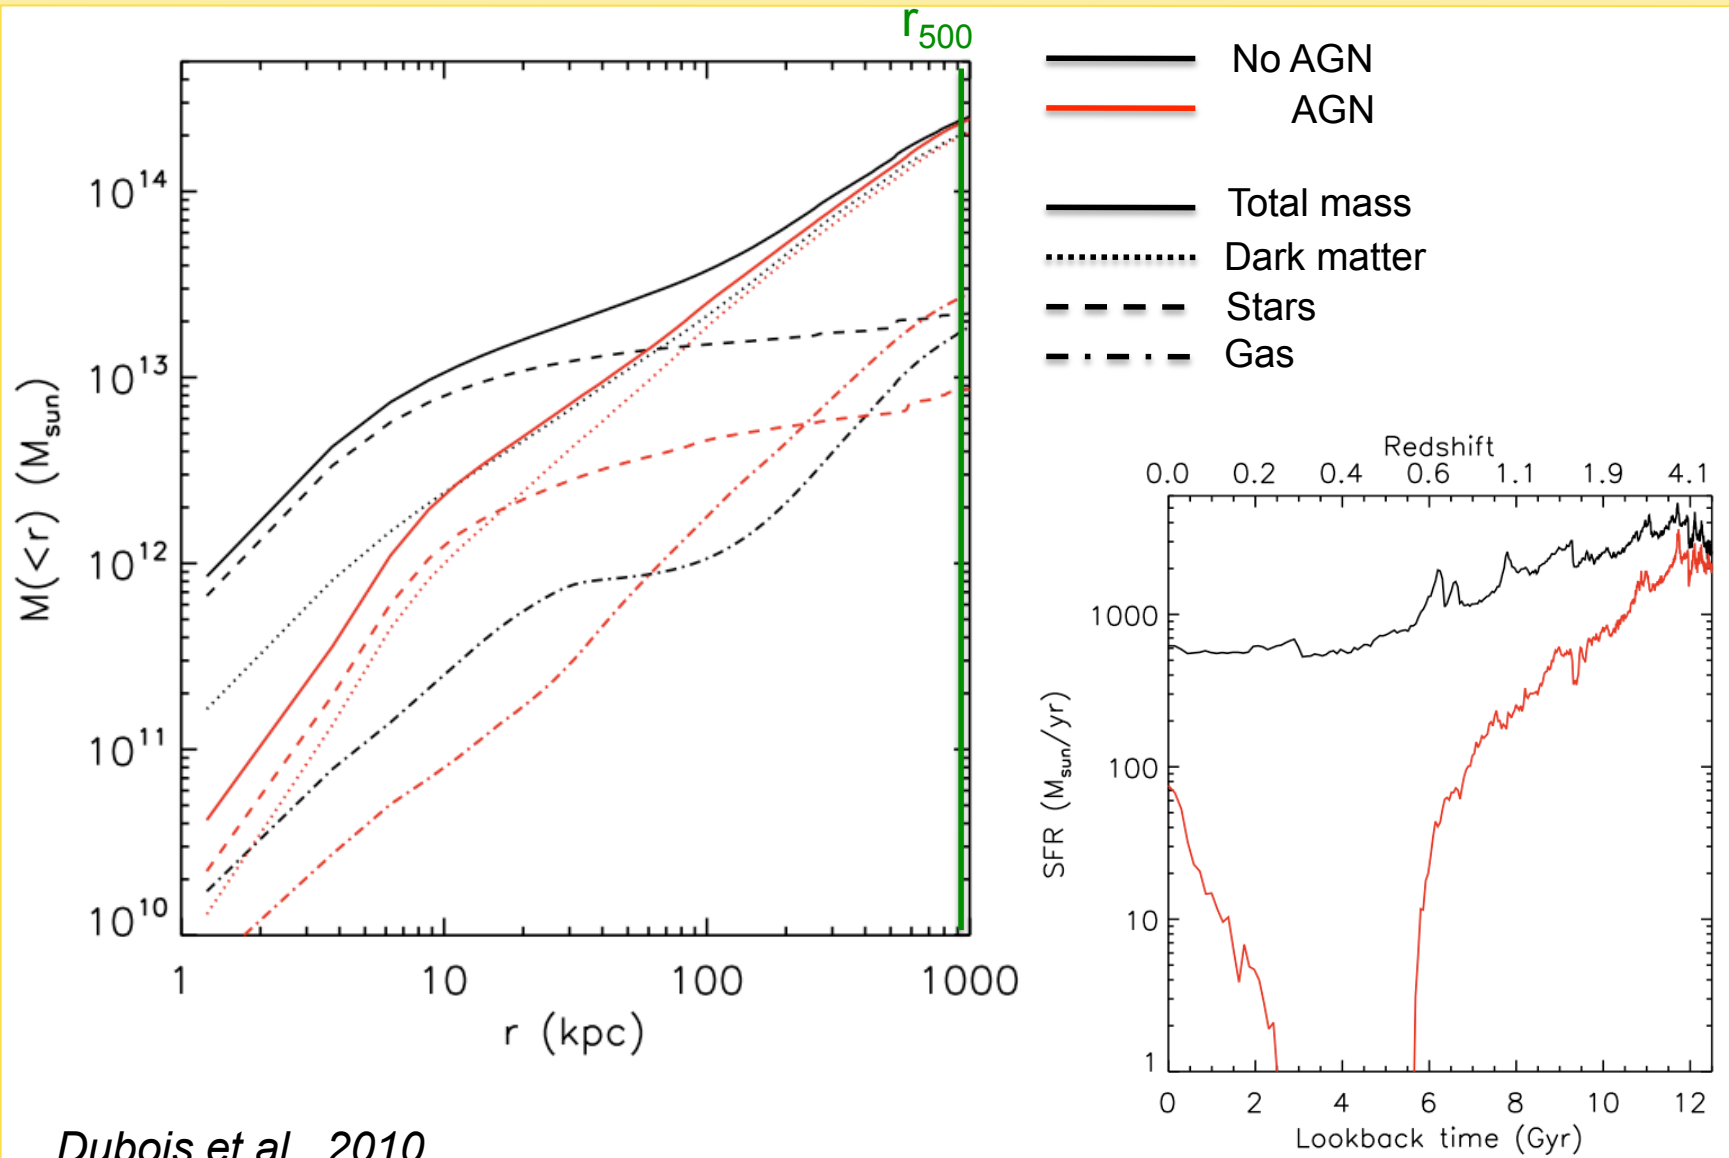 r500
No AGN
AGN
Total mass
Dark matter
Stars
Gas
10^14
10^13
10^12
10^11
10^10
M(<r) (Msun)
1 10 100 1000
r (kpc)
Redshift
0.0 0.2 0.4 0.6 1.1 1.9 4.1
1000
100
10
1
SFR (Msun/yr)
0 2 4 6 8 10 12
Lookback time (Gyr)
Dubois et al., 2010